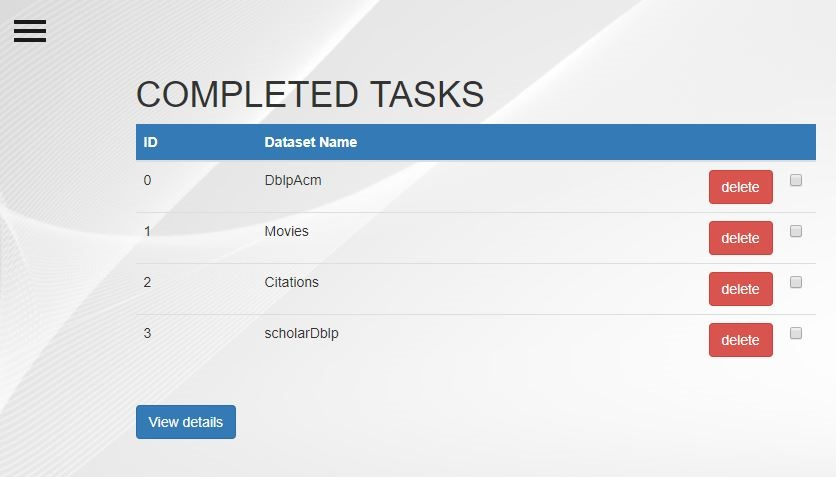 COMPLETED TASKS
ID Dataset Name
0 DblpAcm delete
1 Movies delete
2 Citations delete
3 scholarDblp delete
View details